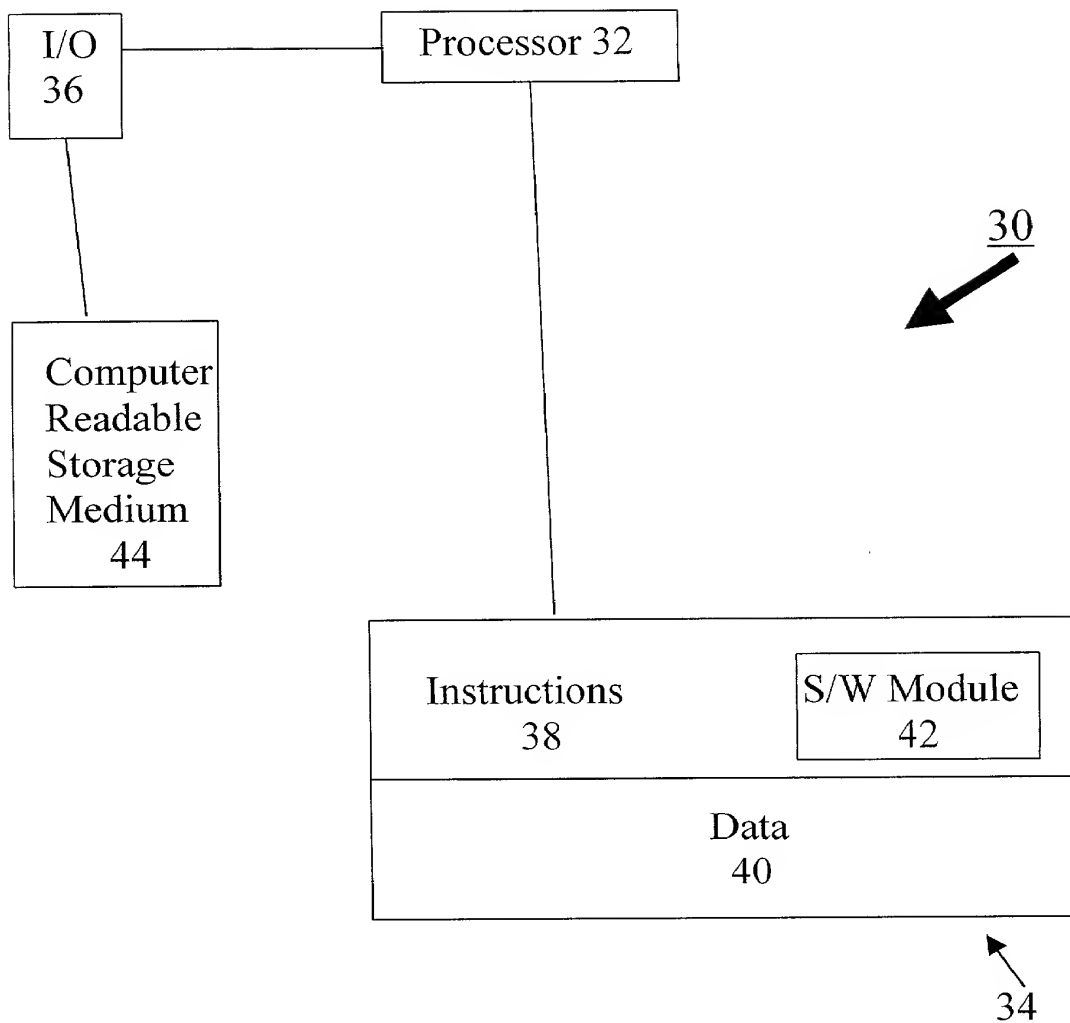 I/O
36
Processor 32
30
Computer
Readable
Storage
Medium
44
Instructions
38
S/W Module
42
Data
40
34